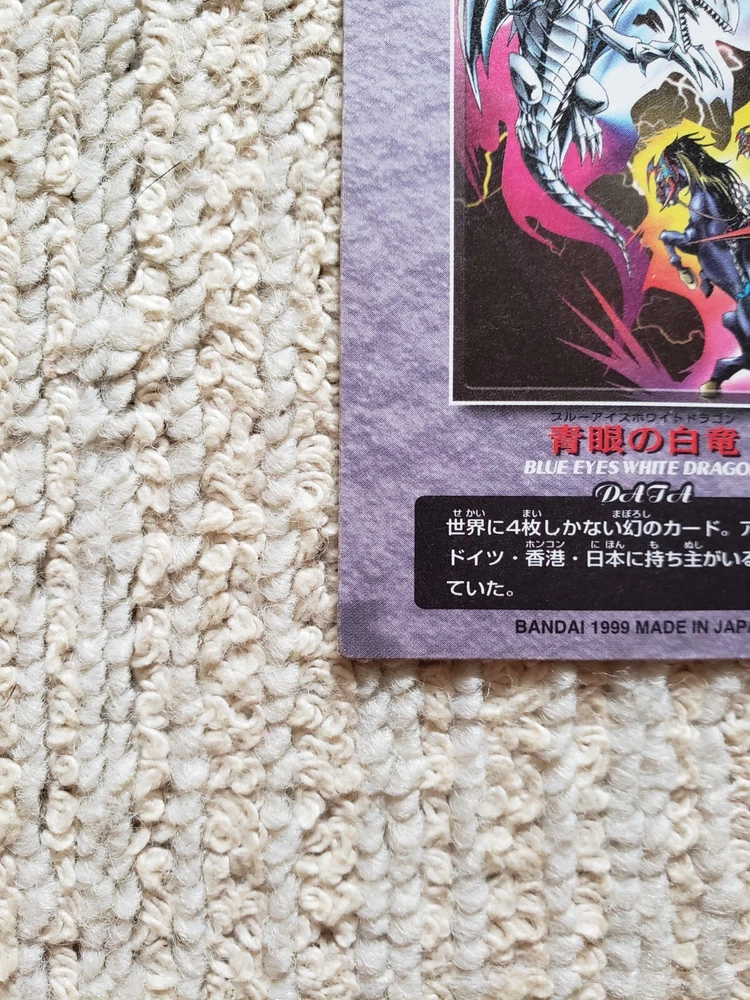 ブルーアイズホワイトドラゴン
青眼の白竜
BLUE EYES WHITE DRAGO
DATA
せかい まい まぼろし
世界に4枚しかない幻のカード。ア
ホンコン にほん も ぬし
ドイツ・香港・日本に持ち主がいる
ていた。
BANDAI 1999 MADE IN JAPA